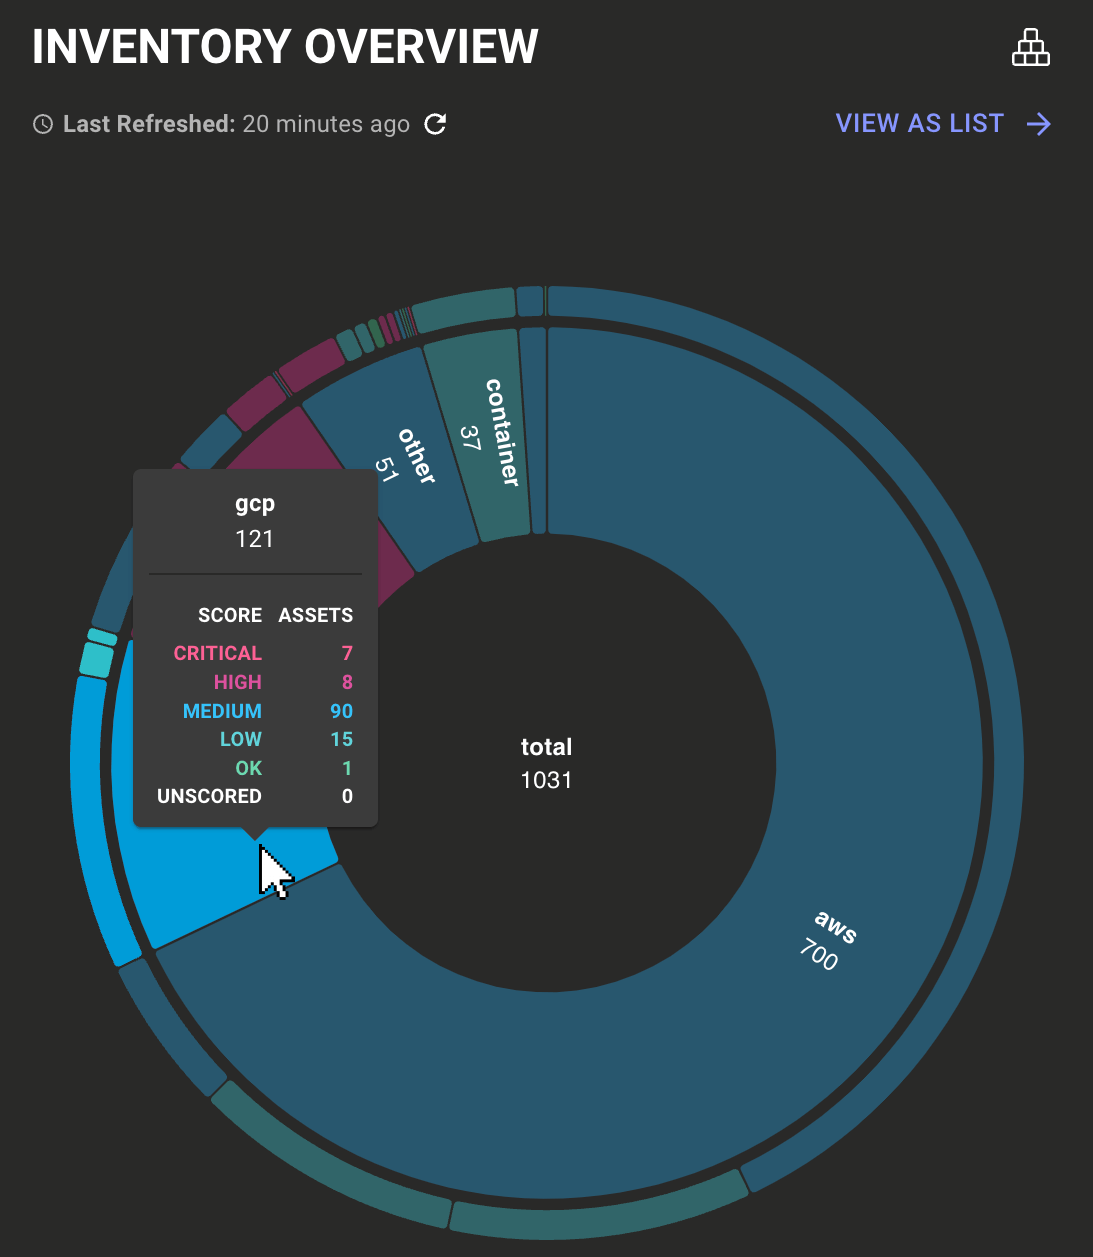 INVENTORY OVERVIEW
Last Refreshed: 20 minutes ago
VIEW AS LIST
container
37
other
51
gcp
121
SCORE ASSETS
CRITICAL 7
HIGH 8
MEDIUM 90
LOW 15
OK 1
UNSCORED 0
total
1031
aws
700